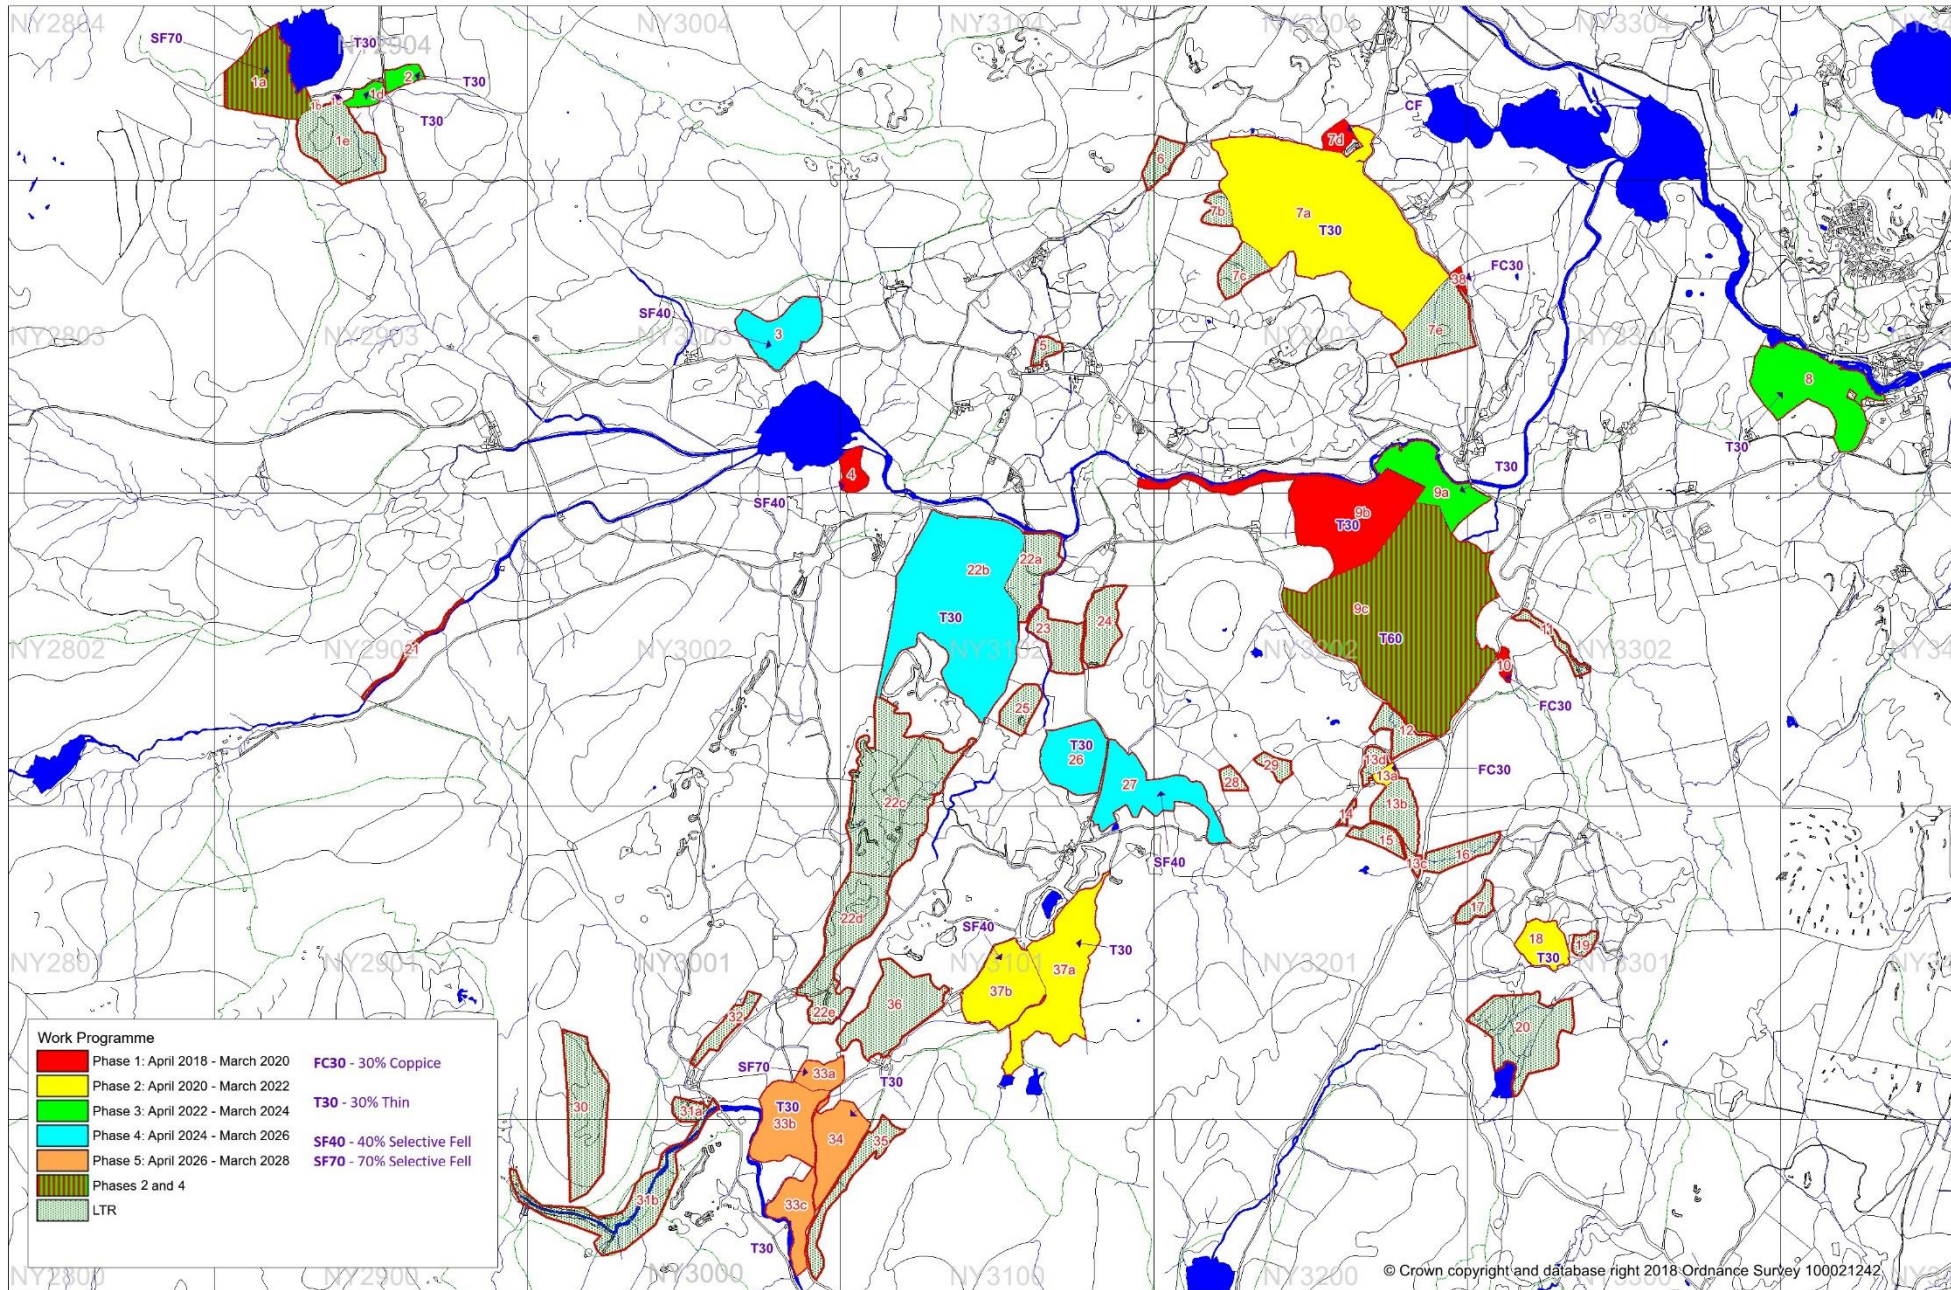 NY2804
NY2904
NY3004
NY3104
NY3204
NY3304
SF70
T30
1a
2
T30
1b
1c
1d
T30
1e
CF
7d
6
7b
7a
T30
7c
38
FC30
7e
SF40
3
NY2803
NY2903
NY3003
5
NY3203
NY3303
8
T30
4
SF40
T30
9a
9b
T30
22b
22a
T30
9c
T60
23
24
11
NY2802
21
NY2902
NY3002
NY3102
NY3202
10
NY3302
FC30
25
12
T30
26
13d
13a
FC30
27
28
29
22c
13b
14
15
13c
16
SF40
22d
17
SF40
37a
T30
18
19
T30
NY2801
NY2901
NY3001
NY3101
NY3201
NY3301
37b
36
22e
32
20
SF70
33a
T30
T30
33b
34
30
31a
35
31b
33c
T30
Work Programme
Phase 1: April 2018 - March 2020
FC30 - 30% Coppice
Phase 2: April 2020 - March 2022
T30 - 30% Thin
Phase 3: April 2022 - March 2024
Phase 4: April 2024 - March 2026
SF40 - 40% Selective Fell
Phase 5: April 2026 - March 2028
SF70 - 70% Selective Fell
Phases 2 and 4
LTR
NY2800
NY2900
NY3000
NY3100
NY3200
© Crown copyright and database right 2018 Ordnance Survey 100021242